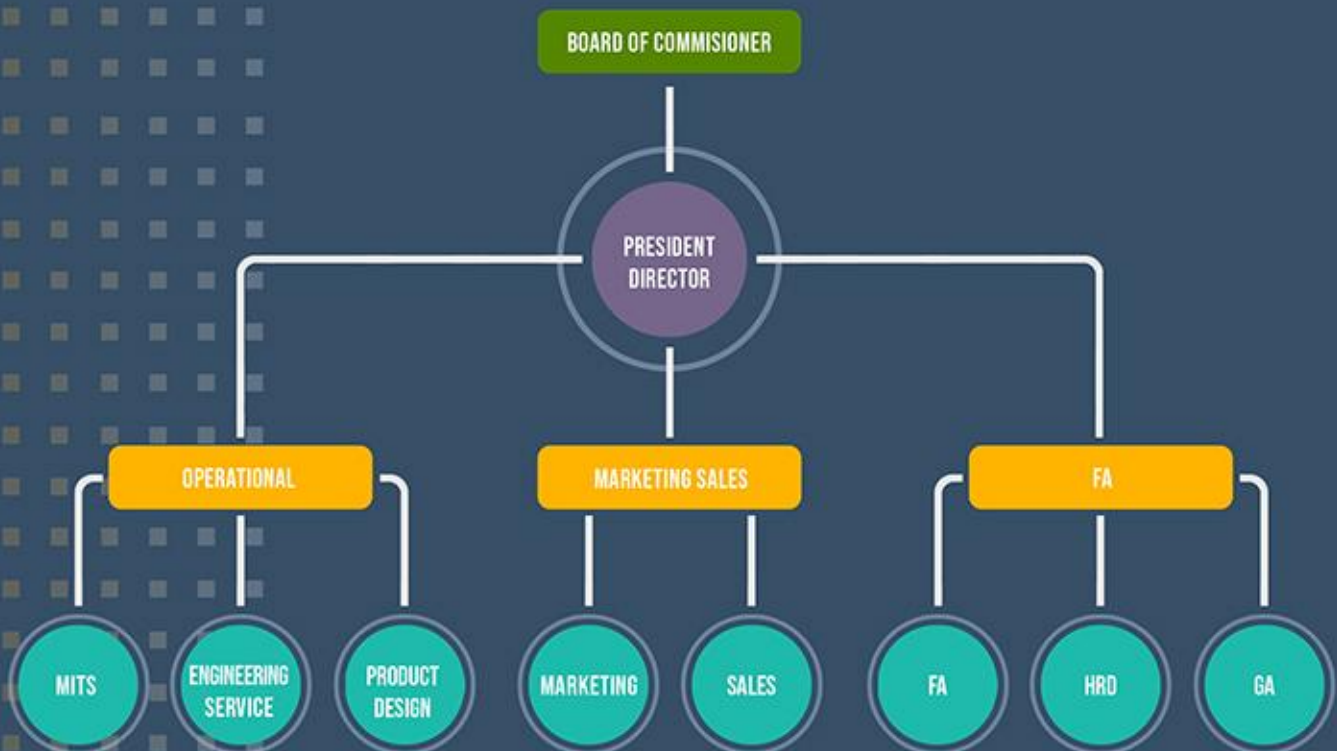 BOARD OF COMMISIONER
PRESIDENT
DIRECTOR
OPERATIONAL
MARKETING SALES
FA
MITS
ENGINEERING
SERVICE
PRODUCT
DESIGN
MARKETING
SALES
FA
HRD
GA